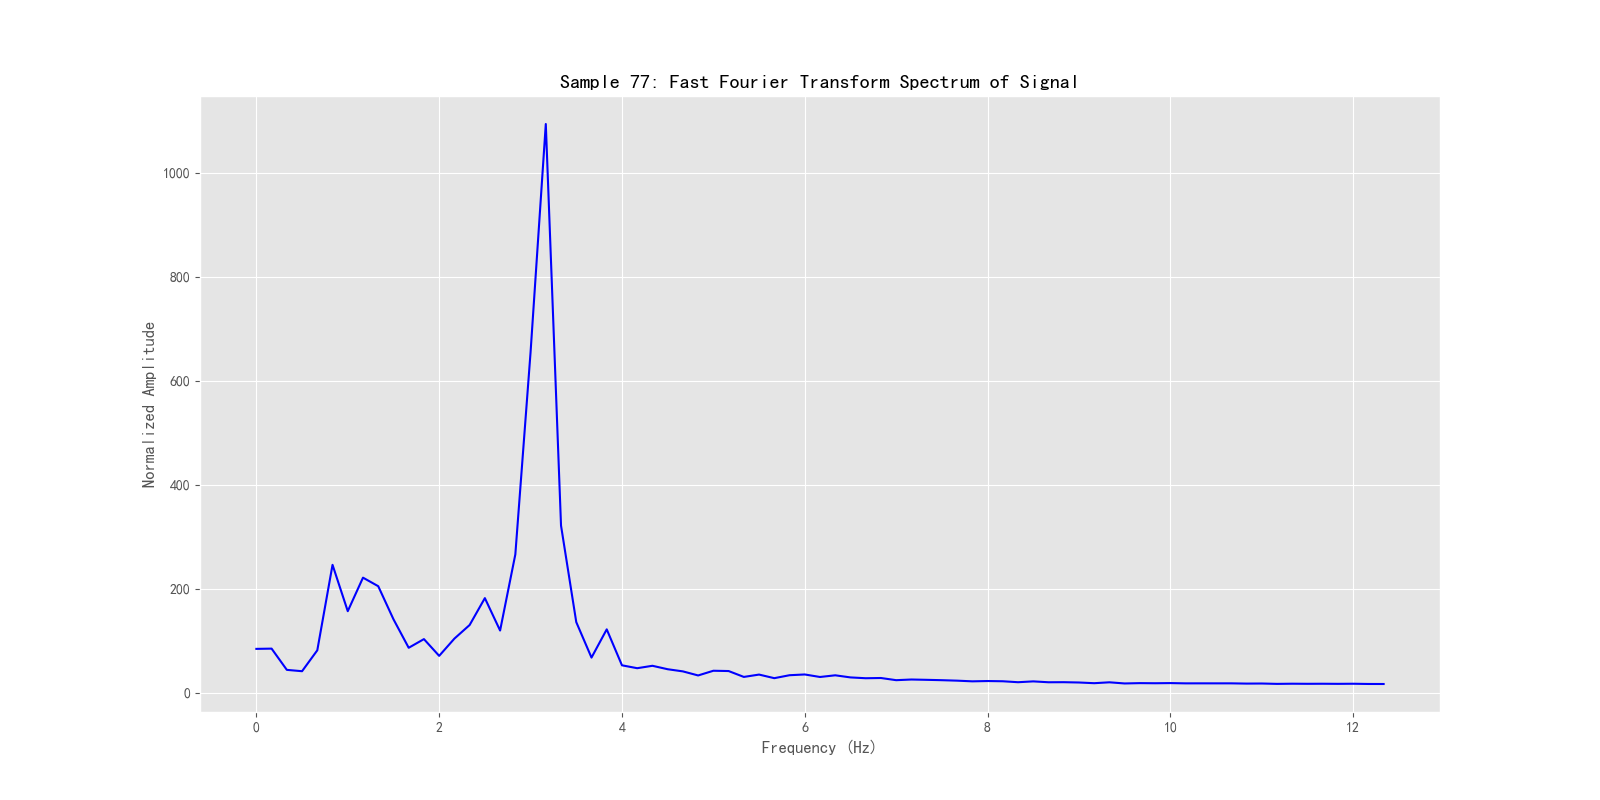 Sample 77: Fast Fourier Transform Spectrum of Signal
1000
800
600
400
200
0
Normalized Amplitude
0 2 4 6 8 10 12
Frequency (Hz)